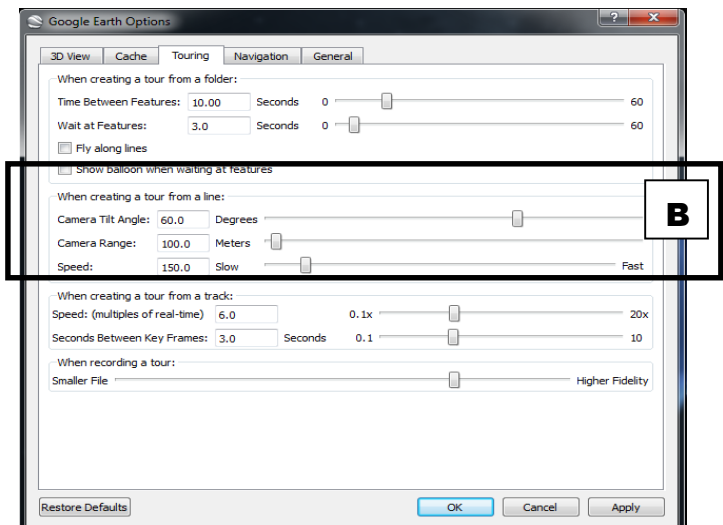 Google Earth Options
?
3D View Cache Touring Navigation General
When creating a tour from a folder:
Time Between Features: 10.00 Seconds 0 60
Wait at Features: 3.0 Seconds 0 60
Fly along lines
Show balloon when waiting at features
When creating a tour from a line:
B
Camera Tilt Angle: 60.0 Degrees
Camera Range: 100.0 Meters
Speed: 150.0 Slow Fast
When creating a tour from a track:
Speed: (multiples of real-time) 6.0 0.1x 20x
Seconds Between Key Frames: 3.0 Seconds 0.1 10
When recording a tour:
Smaller File Higher Fidelity
Restore Defaults OK Cancel Apply